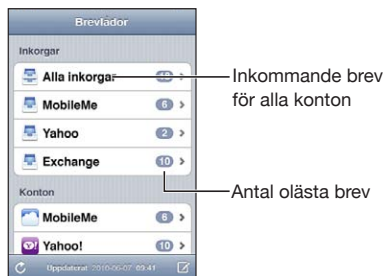 Brevlådor
Inkorgar
Alla inkorgar
MobileMe 6
Yahoo 2
Exchange 10
Konton
MobileMe 6
Yahoo! 10
Uppdaterat 2010-06-07 09:41
Inkommande brev
för alla konton
Antal olästa brev